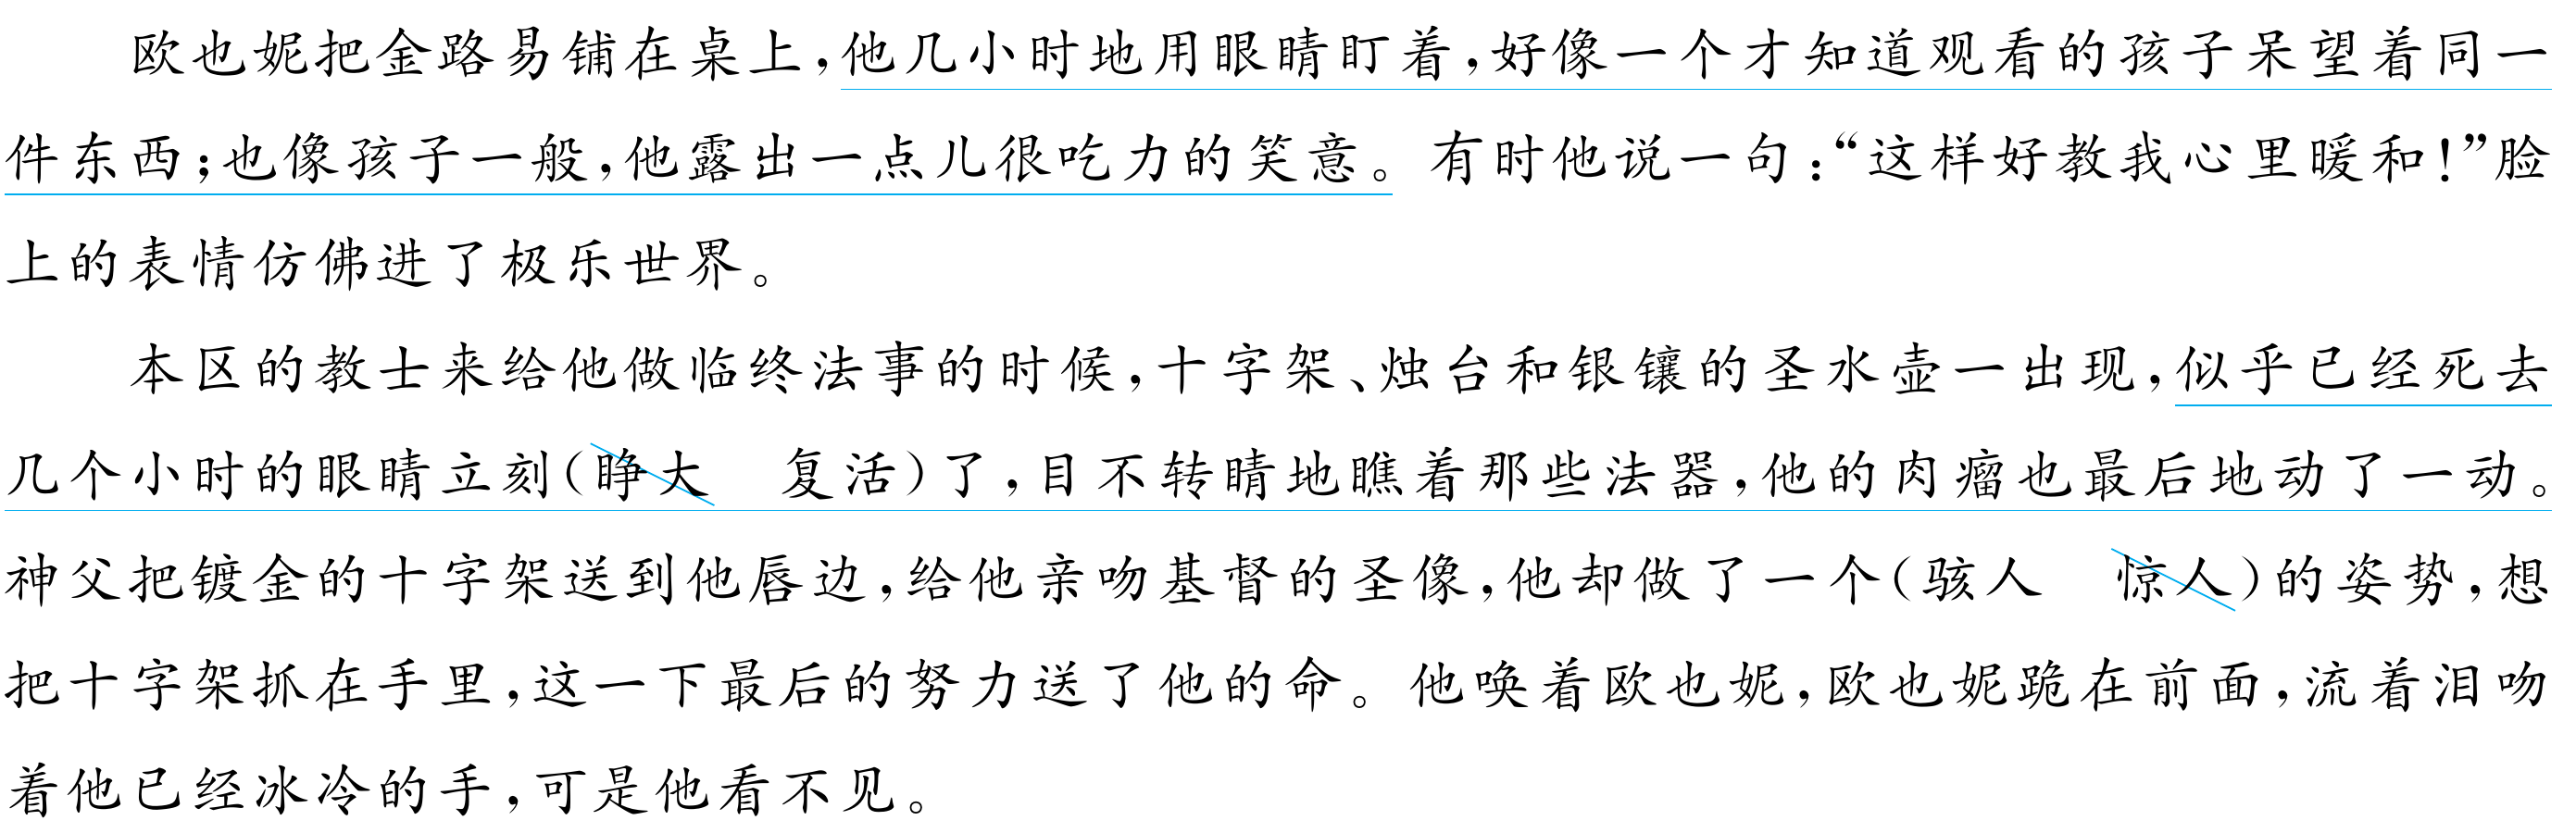 欧也妮把金路易铺在桌上,他几小时地用眼睛盯着,好像一个才知道观看的孩子呆望着同一
件东西;也像孩子一般,他露出一点儿很吃力的笑意。有时他说一句:“这样好教我心里暖和!”脸
上的表情仿佛进了极乐世界。
本区的教士来给他做临终法事的时候,十字架、烛台和银镶的圣水壶一出现,似乎已经死去
几个小时的眼睛立刻(睁大 复活)了,目不转睛地瞧着那些法器,他的肉瘤也最后地动了一动。
神父把镀金的十字架送到他唇边,给他亲吻基督的圣像,他却做了一个(骇人 惊人)的姿势,想
把十字架抓在手里,这一下最后的努力送了他的命。他唤着欧也妮,欧也妮跪在前面,流着泪吻
着他已经冰冷的手,可是他看不见。